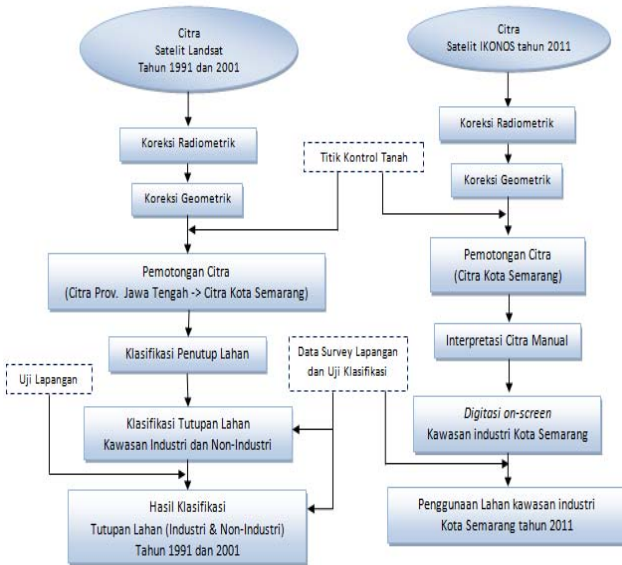 Citra
Satelit Landsat
Tahun 1991 dan 2001
Koreksi Radiometrik
Koreksi Geometrik
Pemotongan Citra
(Citra Prov. Jawa Tengah -> Citra Kota Semarang)
Klasifikasi Penutup Lahan
Uji Lapangan
Klasifikasi Tutupan Lahan
Kawasan Industri dan Non-Industri
Hasil Klasifikasi
Tutupan Lahan (Industri & Non-Industri)
Tahun 1991 dan 2001
Titik Kontrol Tanah
Data Survey Lapangan
dan Uji Klasifikasi
Citra
Satelit IKONOS tahun 2011
Koreksi Radiometrik
Koreksi Geometrik
Pemotongan Citra
(Citra Kota Semarang)
Interpretasi Citra Manual
Digitasi on-screen
Kawasan industri Kota Semarang
Penggunaan Lahan kawasan industri
Kota Semarang tahun 2011